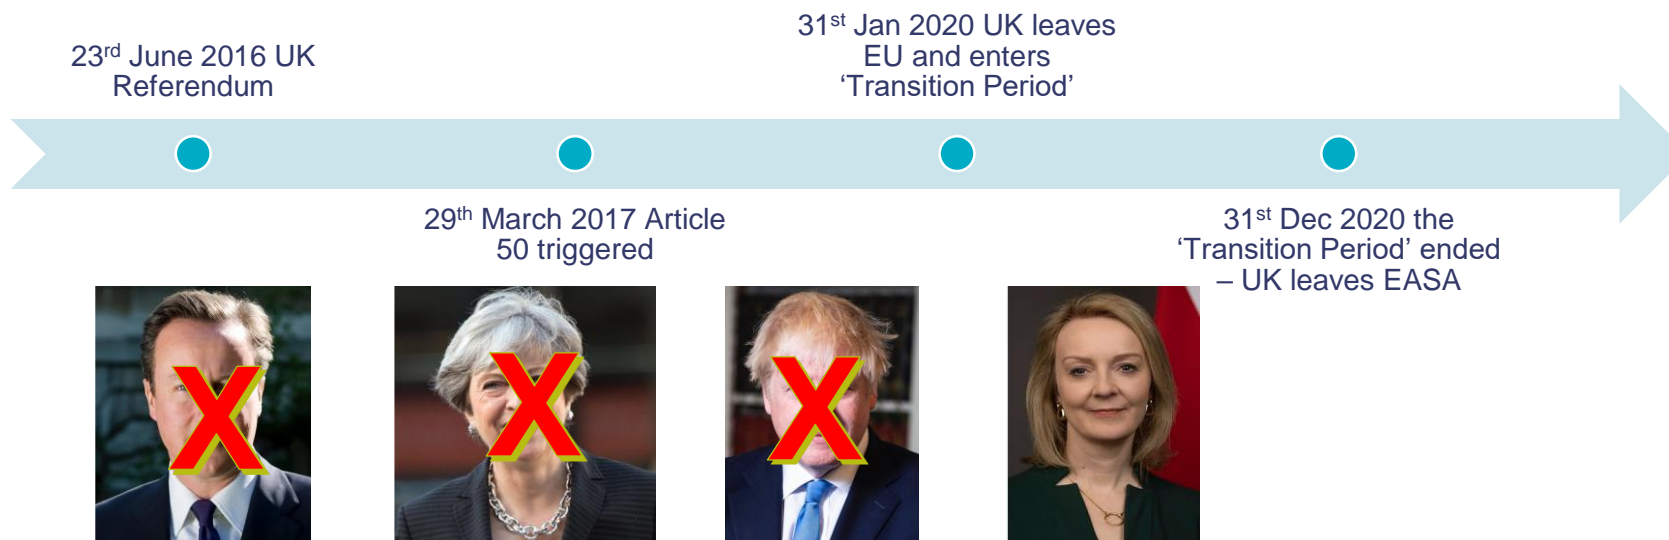 23rd June 2016 UK
Referendum
29th March 2017 Article
50 triggered
31st Jan 2020 UK leaves
EU and enters
‘Transition Period’
31st Dec 2020 the
‘Transition Period’ ended
– UK leaves EASA
X
X
X